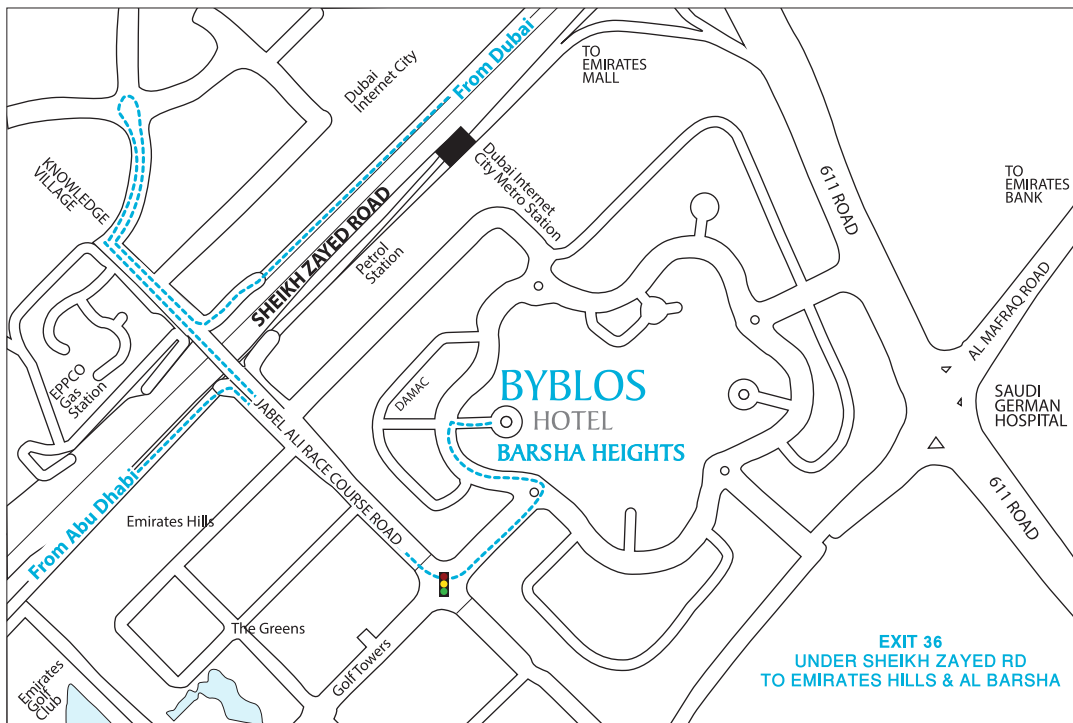 From Dubai
Dubai
Internet City
TO
EMIRATES
MALL
KNOWLEDGE
VILLAGE
Dubai Internet
City Metro Station
611 ROAD
TO
EMIRATES
BANK
SHEIKH ZAYED ROAD
Petrol
Station
AL MAFRAQ ROAD
EPPCO
Gas
Station
DAMAC
BYBLOS
HOTEL
BARSHA HEIGHTS
SAUDI
GERMAN
HOSPITAL
JABEL ALI RACE COURSE ROAD
From Abu Dhabi
Emirates Hills
611 ROAD
The Greens
Golf Towers
Emirates
Golf
Club
EXIT 36
UNDER SHEIKH ZAYED RD
TO EMIRATES HILLS & AL BARSHA